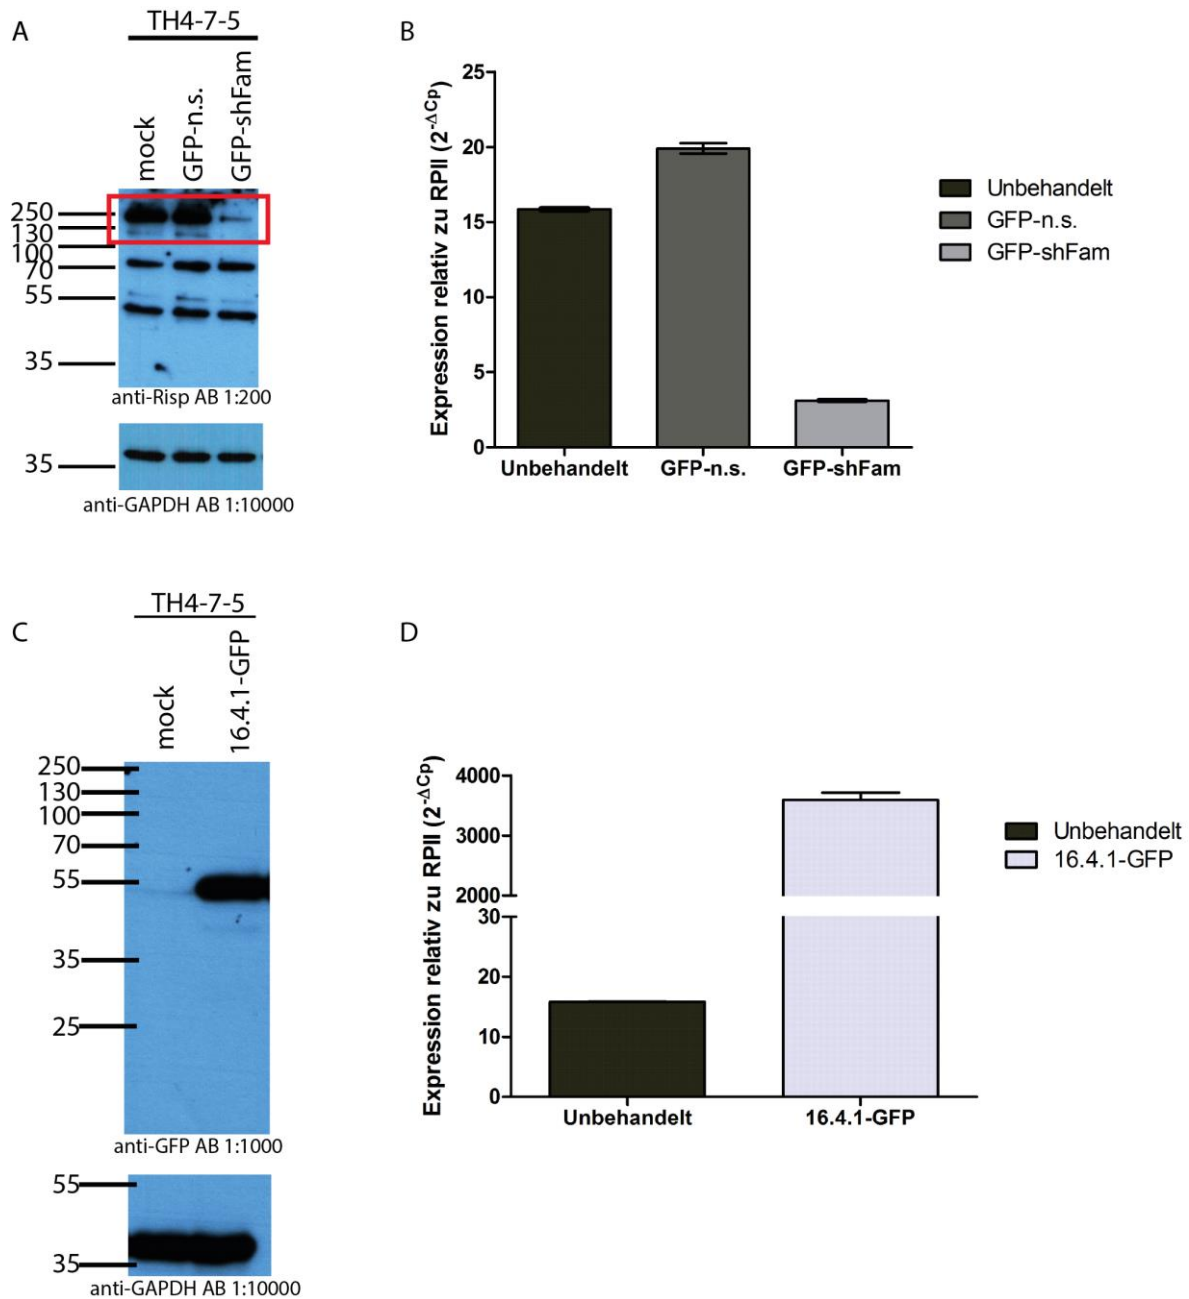 A
TH4-7-5
mock
GFP-n.s.
GFP-shFam
250
130
100
70
55
35
anti-Risp AB 1:200
35
anti-GAPDH AB 1:10000
B
Expression relativ zu RPII (2^-ΔCp)
25
20
15
10
5
0
Unbehandelt
GFP-n.s.
GFP-shFam
Unbehandelt
GFP-n.s.
GFP-shFam
C
TH4-7-5
mock
16.4.1-GFP
250
130
100
70
55
35
25
anti-GFP AB 1:1000
55
35
anti-GAPDH AB 1:10000
D
Expression relativ zu RPII (2^-ΔCp)
4000
3000
2000
30
20
10
0
Unbehandelt
16.4.1-GFP
Unbehandelt
16.4.1-GFP